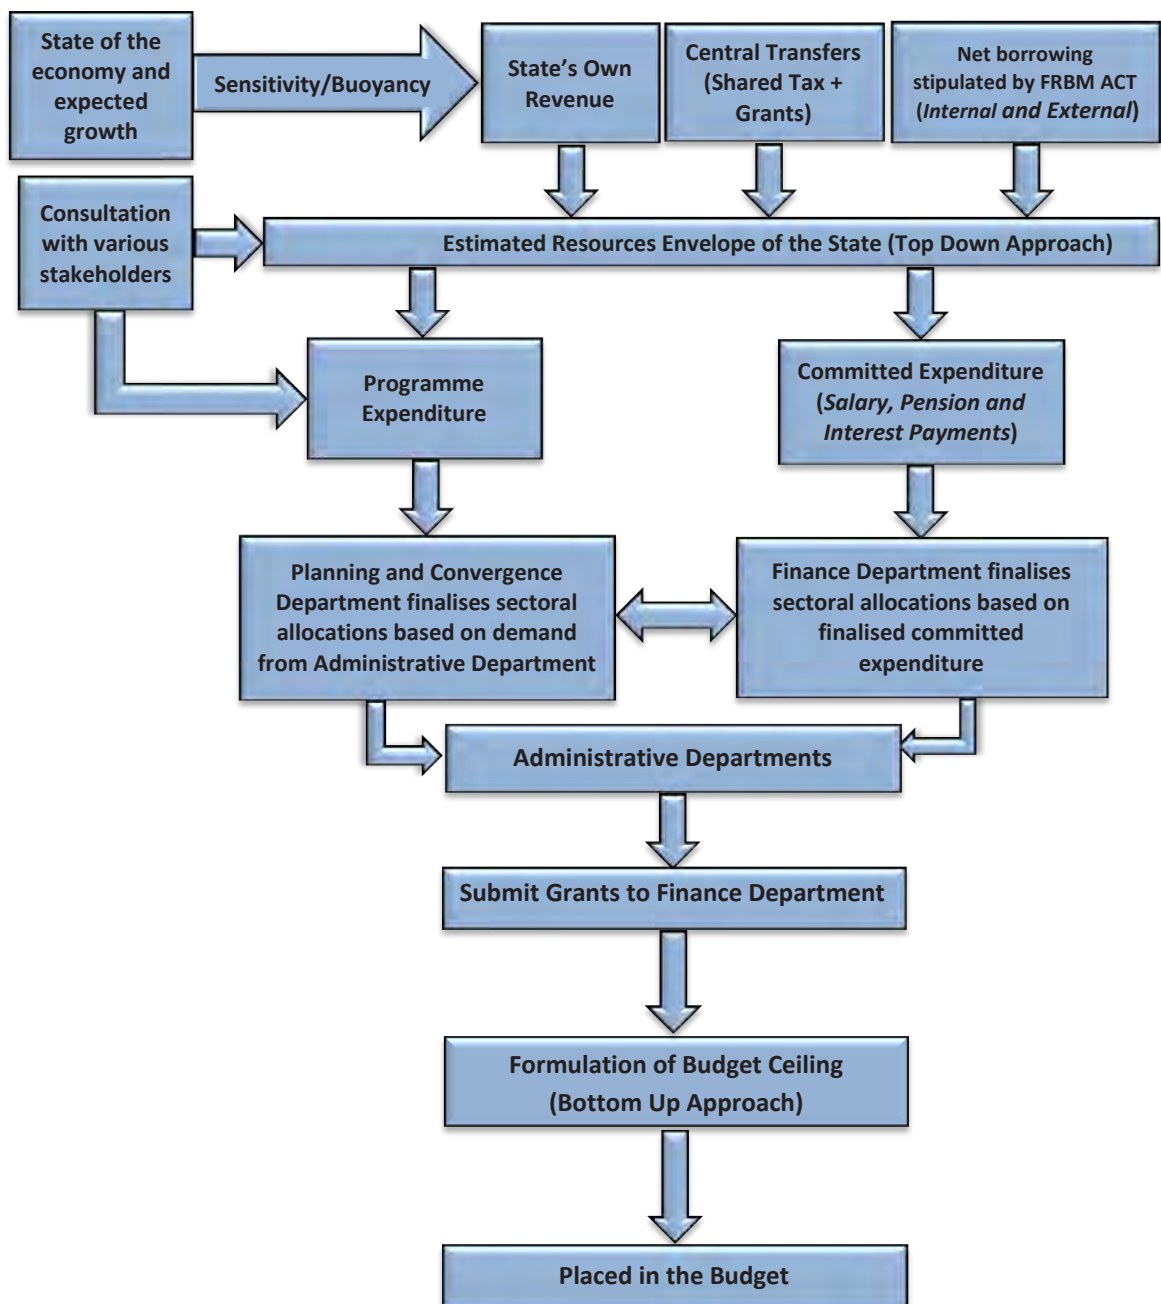 State of the
economy and
expected
growth
Sensitivity/Buoyancy
State’s Own
Revenue
Central Transfers
(Shared Tax +
Grants)
Net borrowing
stipulated by FRBM ACT
(Internal and External)
Consultation
with various
stakeholders
Estimated Resources Envelope of the State (Top Down Approach)
Programme
Expenditure
Committed Expenditure
(Salary, Pension and
Interest Payments)
Planning and Convergence
Department finalises sectoral
allocations based on demand
from Administrative Department
Finance Department finalises
sectoral allocations based on
finalised committed
expenditure
Administrative Departments
Submit Grants to Finance Department
Formulation of Budget Ceiling
(Bottom Up Approach)
Placed in the Budget